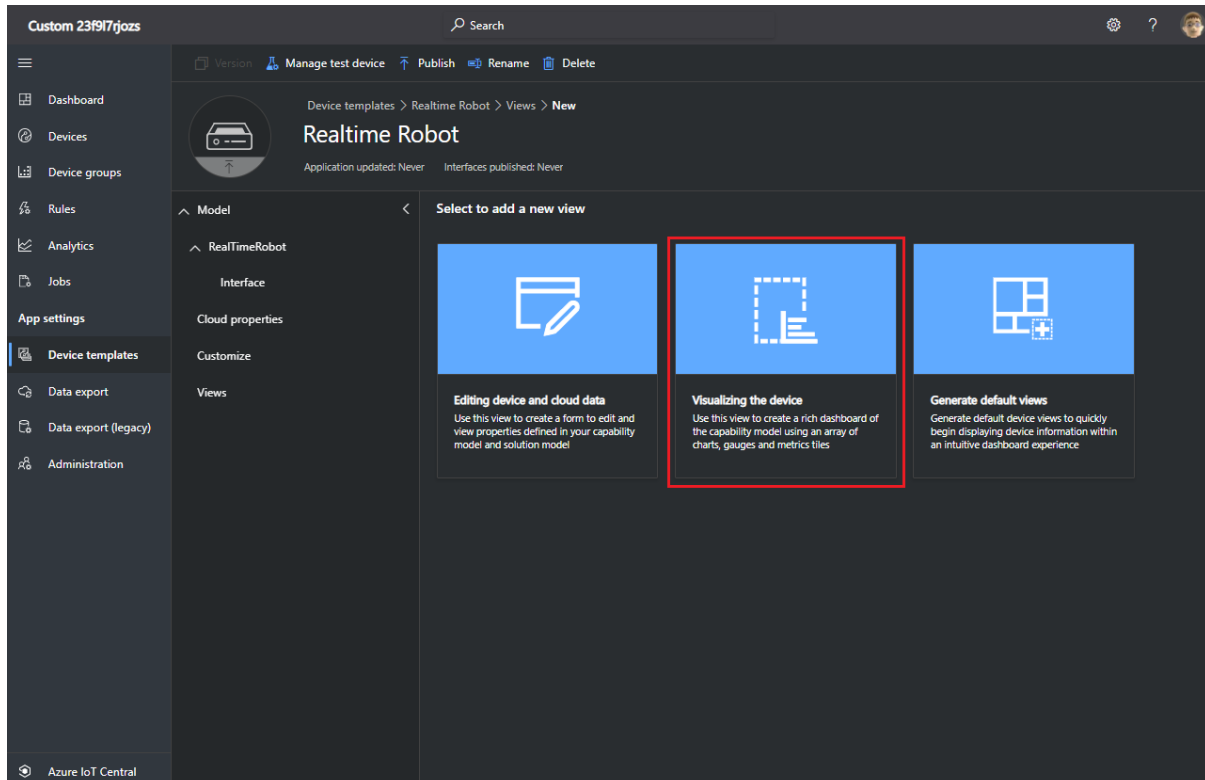 Custom 23f9l7rjozs
Search
?
Version Manage test device Publish Rename Delete
Dashboard
Devices
Device groups
Rules
Analytics
Jobs
App settings
Device templates
Data export
Data export (legacy)
Administration
Azure IoT Central
Device templates > Realtime Robot > Views > New
Realtime Robot
Application updated: Never Interfaces published: Never
Model
RealTimeRobot
Interface
Cloud properties
Customize
Views
Select to add a new view
Editing device and cloud data
Use this view to create a form to edit and
view properties defined in your capability
model and solution model
Visualizing the device
Use this view to create a rich dashboard of
the capability model using an array of
charts, gauges and metrics tiles
Generate default views
Generate default device views to quickly
begin displaying device information within
an intuitive dashboard experience